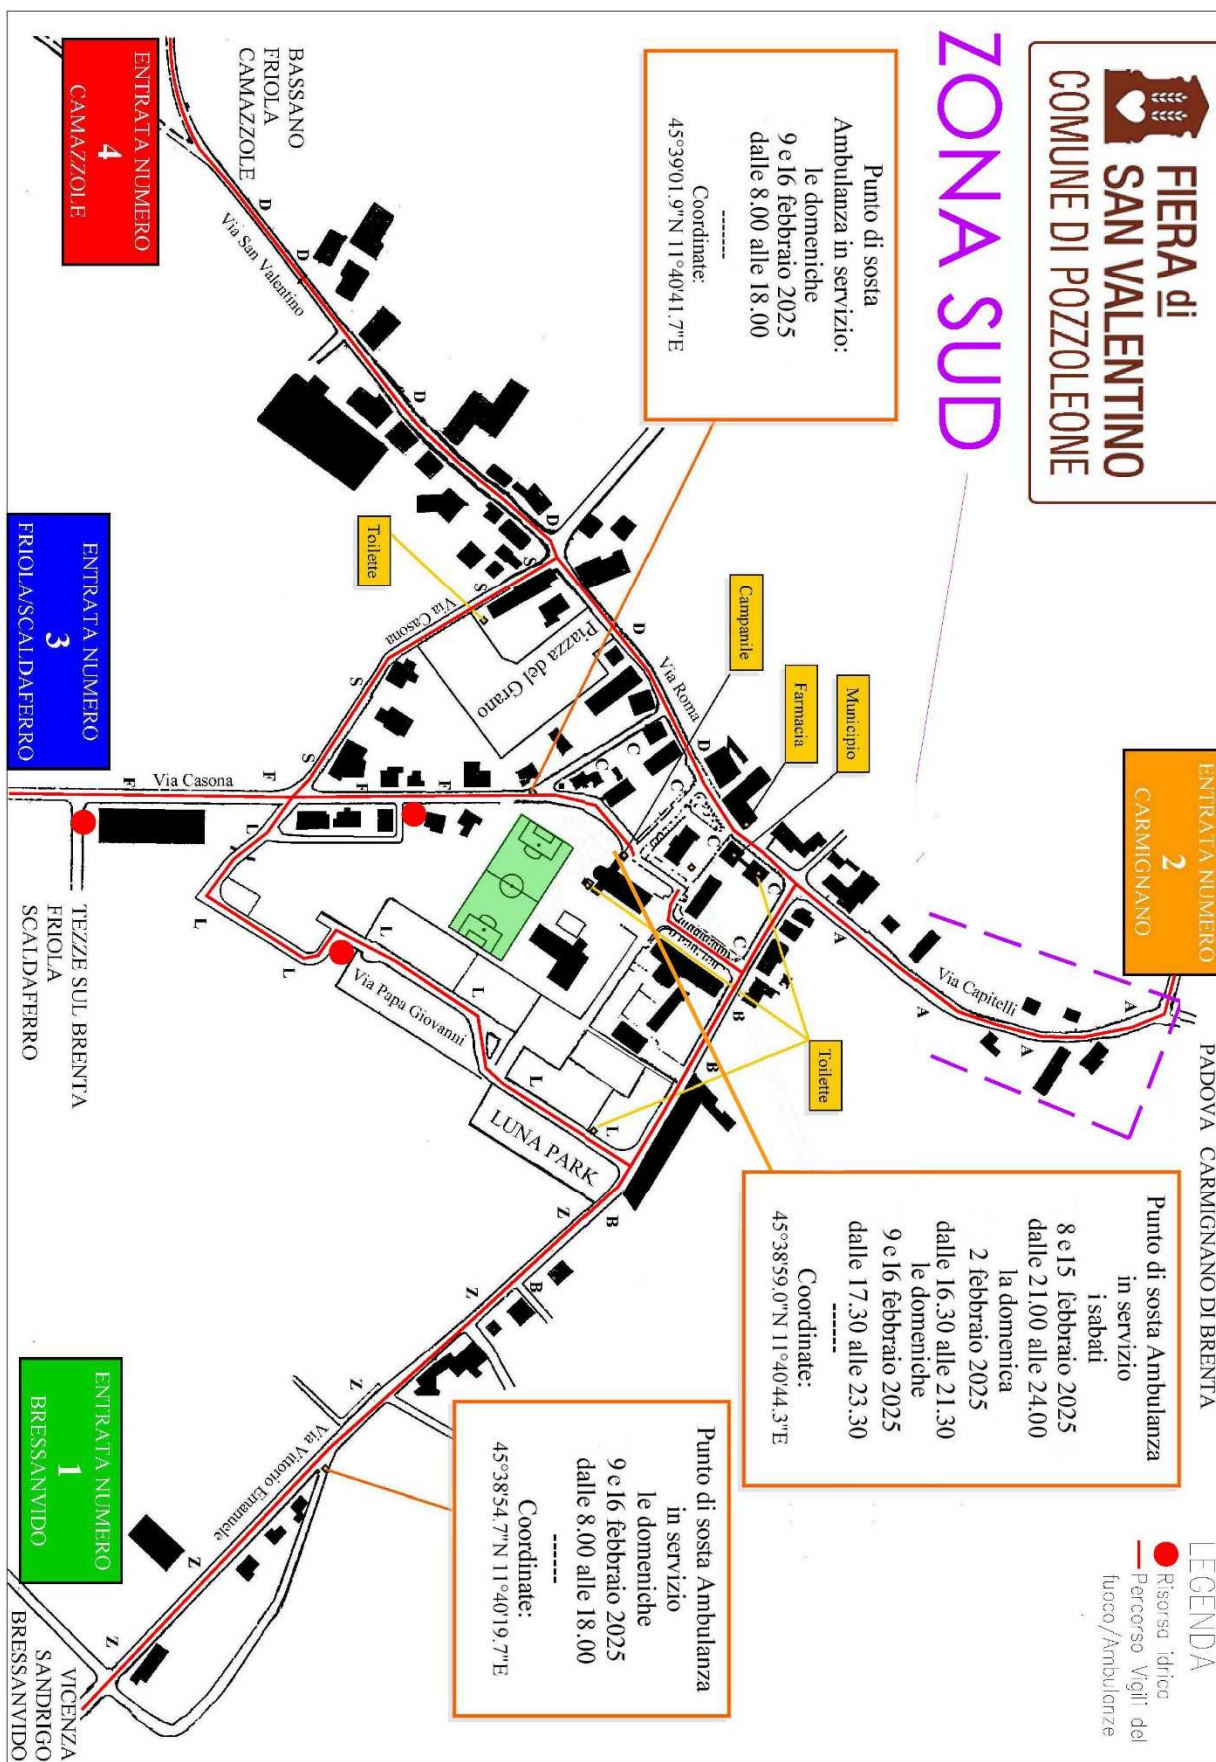 FIERA di
SAN VALENTINO
COMUNE DI POZZOLEONE
ZONA SUD
ENTRATA NUMERO
2
CARMIGNANO
PADOVA CARMIGNANO DI BRENTA
LEGENDA
Risorsa idrica
Percorso Vigili del
fuoco/Ambulanze
Punto di sosta
Ambulanza in servizio:
le domeniche
9 e 16 febbraio 2025
dalle 8.00 alle 18.00
-------
Coordinate:
45°39'01.9"N 11°40'41.7"E
Punto di sosta Ambulanza
in servizio
i sabati
8 e15 febbraio 2025
dalle 21.00 alle 24.00
la domenica
2 febbraio 2025
dalle 16.30 alle 21.30
le domeniche
9 e 16 febbraio 2025
dalle 17.30 alle 23.30
-------
Coordinate:
45°38'59.0"N 11°40'44.3"E
Punto di sosta Ambulanza
in servizio
le domeniche
9 e 16 febbraio 2025
dalle 8.00 alle 18.00
-------
Coordinate:
45°38'54.7"N 11°40'19.7"E
A
A
A
A
Via Capitelli
Municipio
Farmacia
Campanile
Toilette
Via Roma
D
D
D
D
D
D
C
C
C
C
C
C
B
B
B
B
Piazza del Grano
Toilette
Via Casona
S
S
S
S
BASSANO
FRIOLA
CAMAZZOLE
Via San Valentino
ENTRATA NUMERO
4
CAMAZZOLE
Via Casona
F
F
F
F
L
L
L
L
L
L
L
Via Papa Giovanni
LUNA PARK
Z
Z
Z
Z
Z
Via Vittorio Emanuele
ENTRATA NUMERO
3
FRIOLA/SCALDAFERRO
TEZZE SUL BRENTA
FRIOLA
SCALDAFERRO
ENTRATA NUMERO
1
BRESSANVIDO
VICENZA
SANDRIGO
BRESSANVIDO